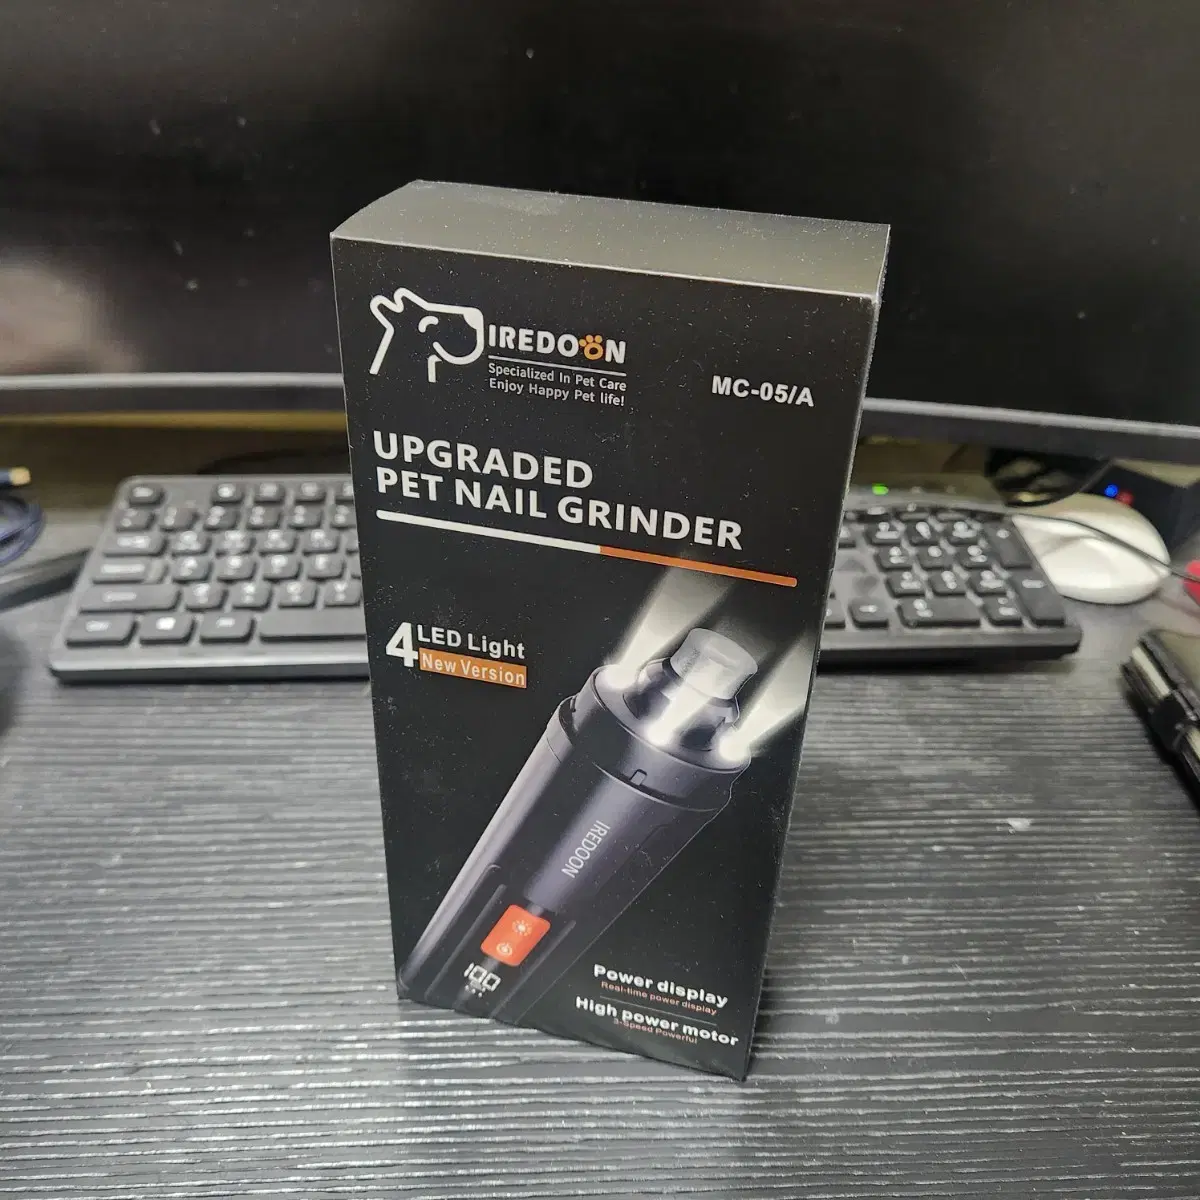 IREDOON
Specialized In Pet Care
Enjoy Happy Pet life!
MC-05/A
UPGRADED
PET NAIL GRINDER
4 LED Light
New Version
IREDOON
100
Power display
Real-time power display
High power motor
3-Speed Powerful